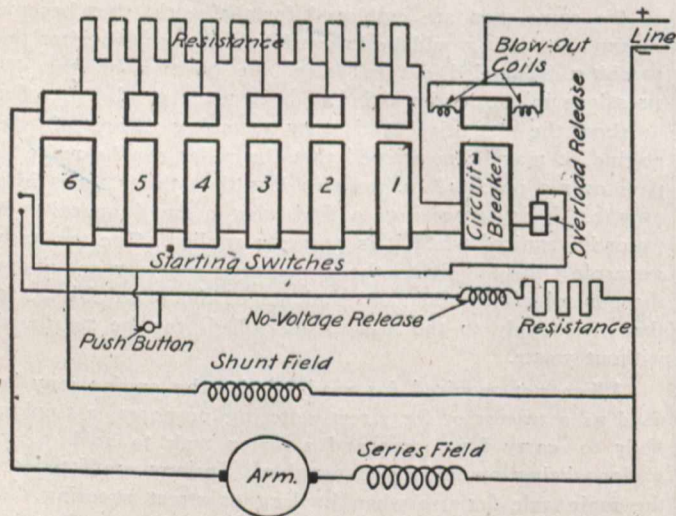 +
Line
−
Resistance
Blow-Out
Coils
Overload Release
6 5 4 3 2 1
Circuit-
Breaker
Starting Switches
No-Voltage Release
Resistance
Push Button
Shunt Field
Series Field
Arm.